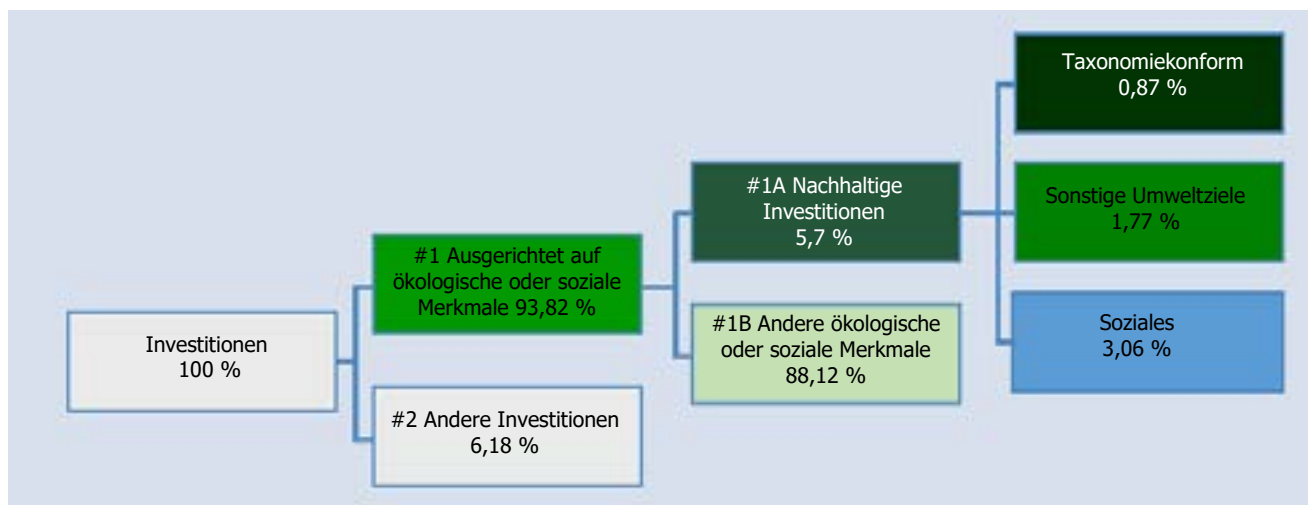 Investitionen
100 %
#1 Ausgerichtet auf
ökologische oder soziale
Merkmale 93,82 %
#2 Andere Investitionen
6,18 %
#1A Nachhaltige
Investitionen
5,7 %
#1B Andere ökologische
oder soziale Merkmale
88,12 %
Taxonomiekonform
0,87 %
Sonstige Umweltziele
1,77 %
Soziales
3,06 %